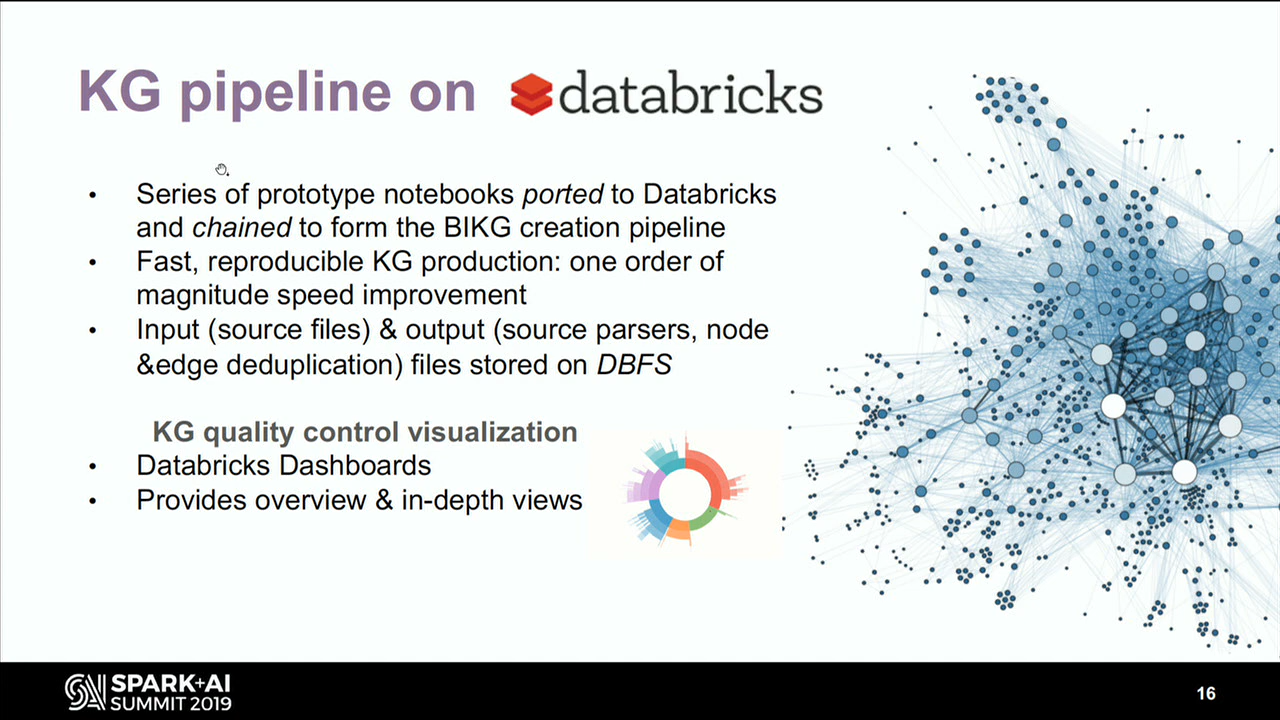 KG pipeline on databricks
• Series of prototype notebooks ported to Databricks
and chained to form the BIKG creation pipeline
• Fast, reproducible KG production: one order of
magnitude speed improvement
• Input (source files) & output (source parsers, node
&edge deduplication) files stored on DBFS
KG quality control visualization
• Databricks Dashboards
• Provides overview & in-depth views
SPARK+AI
SUMMIT 2019
16